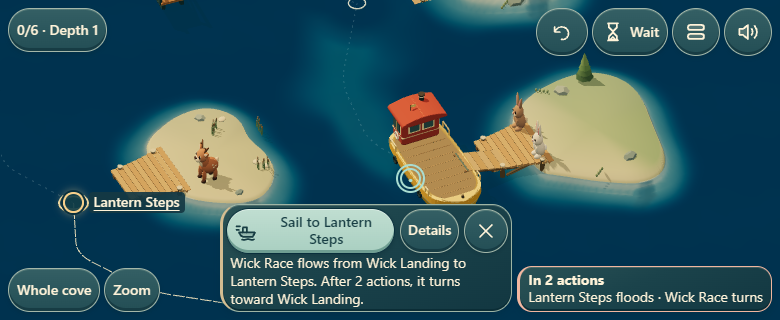 0/6 · Depth 1
Wait
Lantern Steps
Sail to Lantern
Steps
Details
Wick Race flows from Wick Landing to
Lantern Steps. After 2 actions, it turns
toward Wick Landing.
Whole cove
Zoom
In 2 actions
Lantern Steps floods · Wick Race turns